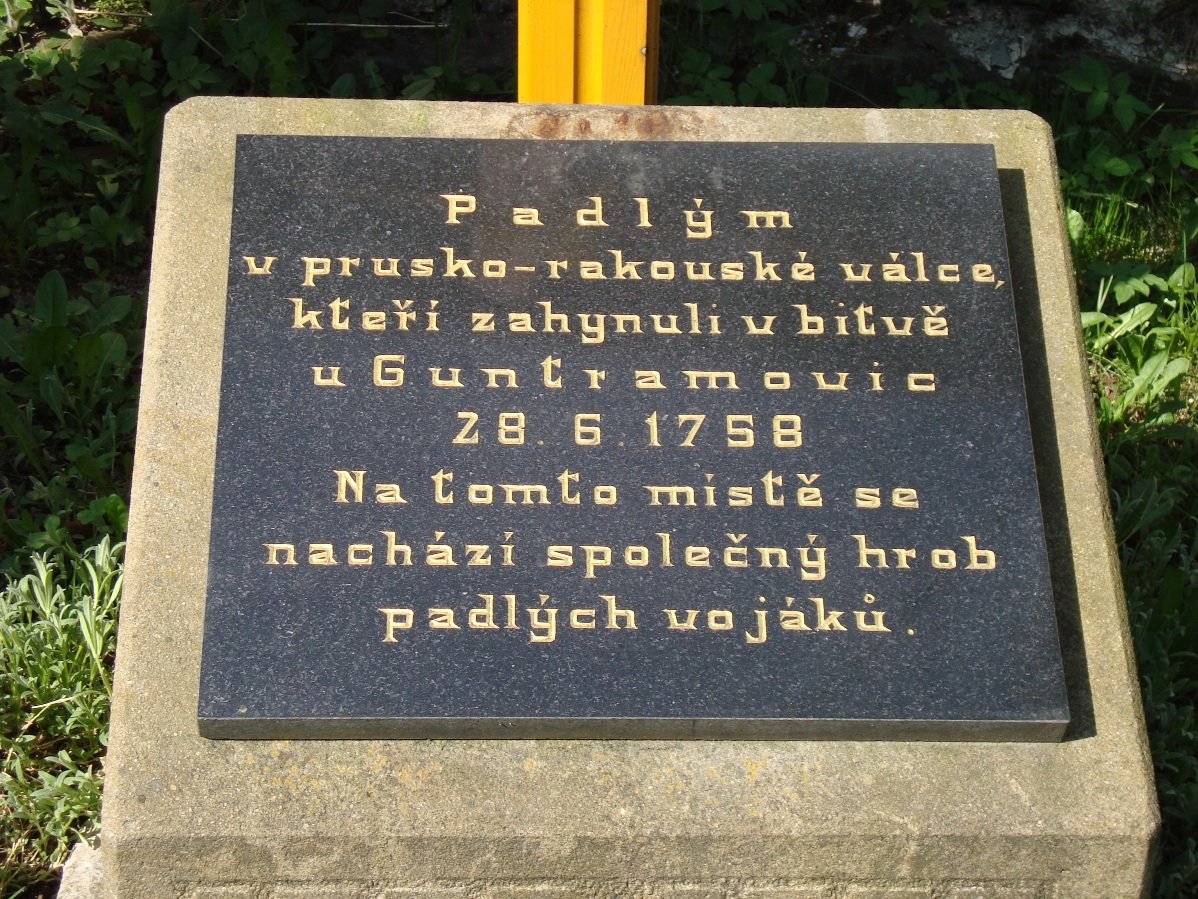 Padlým
v prusko-rakouské válce,
kteří zahynuli v bitvě
u Guntramovic
28. 6. 1758
Na tomto místě se
nachází společný hrob
padlých vojáků.